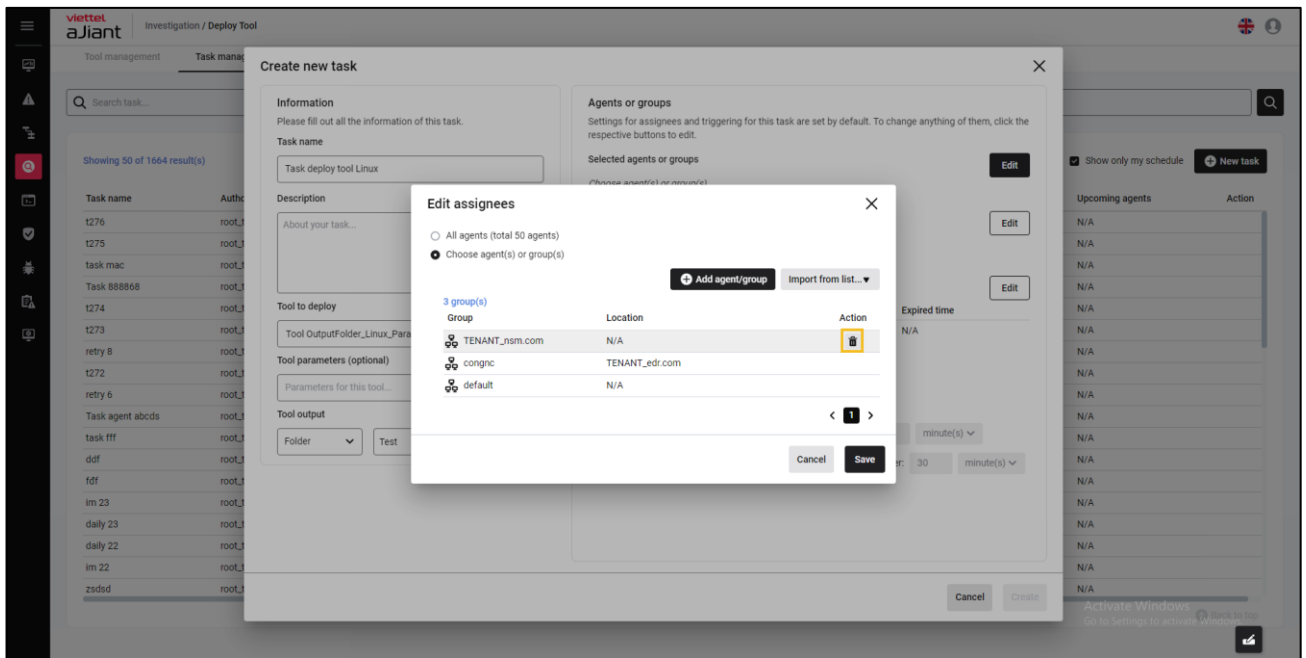 viettel
aJiant
Investigation / Deploy Tool
Tool management
Task manag
Search task...
Showing 50 of 1664 result(s)
Show only my schedule
New task
Task name
Autho
Upcoming agents
Action
t276
root_t
N/A
t275
root_t
N/A
task mac
root_t
N/A
Task 888868
root_t
N/A
t274
root_t
N/A
t273
root_t
N/A
retry 8
root_t
N/A
t272
root_t
N/A
retry 6
root_t
N/A
Task agent abcds
root_t
N/A
task fff
root_t
N/A
ddf
root_t
N/A
fdf
root_t
N/A
im 23
root_t
N/A
daily 23
root_t
N/A
daily 22
root_t
N/A
im 22
root_t
N/A
zsdsd
root_t
N/A
Create new task
Information
Please fill out all the information of this task.
Task name
Task deploy tool Linux
Description
About your task...
Tool to deploy
Tool OutputFolder_Linux_Para
Tool parameters (optional)
Parameters for this tool...
Tool output
Folder
Test
Agents or groups
Settings for assignees and triggering for this task are set by default. To change anything of them, click the
respective buttons to edit.
Selected agents or groups
Edit
Choose agent(s) or group(s)
Edit
Edit
Expired time
N/A
minute(s)
er:
30
minute(s)
Cancel
Create
Edit assignees
All agents (total 50 agents)
Choose agent(s) or group(s)
Add agent/group
Import from list...
3 group(s)
Group
Location
Action
TENANT_nsm.com
N/A
congnc
TENANT_edr.com
default
N/A
1
Cancel
Save
Activate Windows
Go to Settings to activate Windows.
Back to top